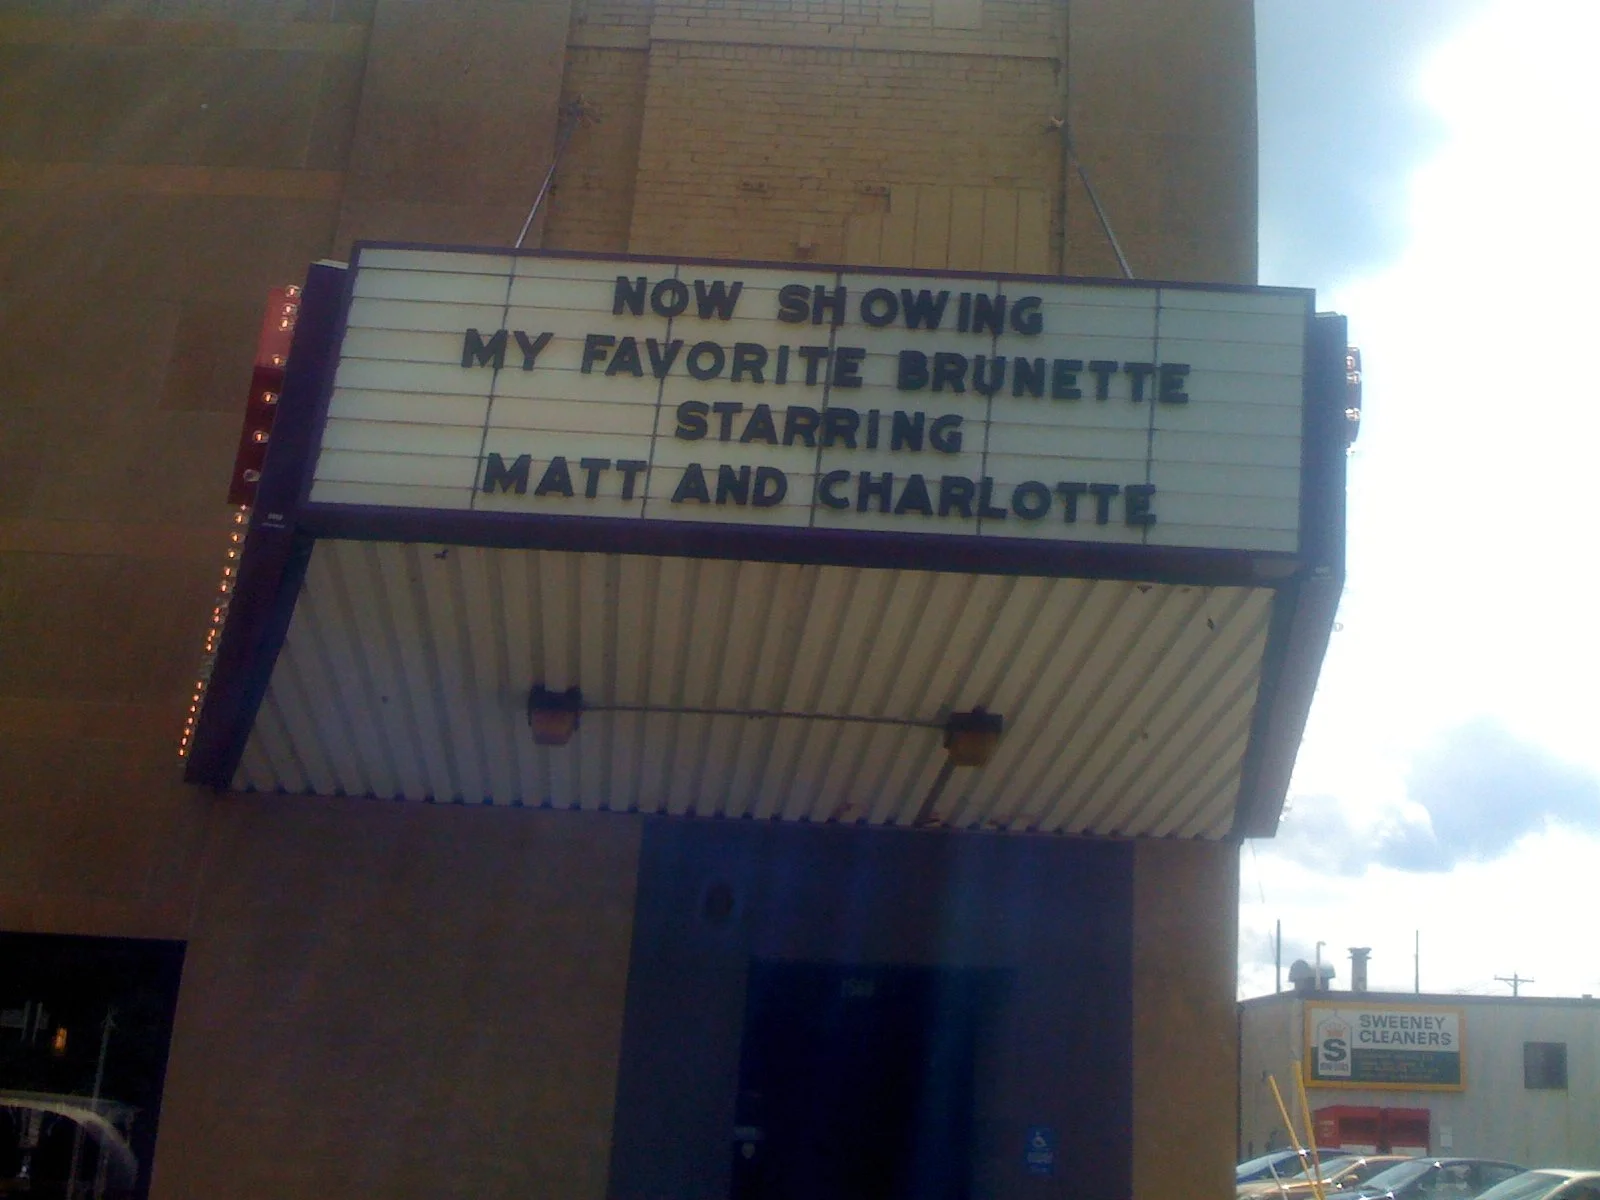 NOW SHOWING
MY FAVORITE BRUNETTE
STARRING
MATT AND CHARLOTTE
SWEENEY
CLEANERS
S